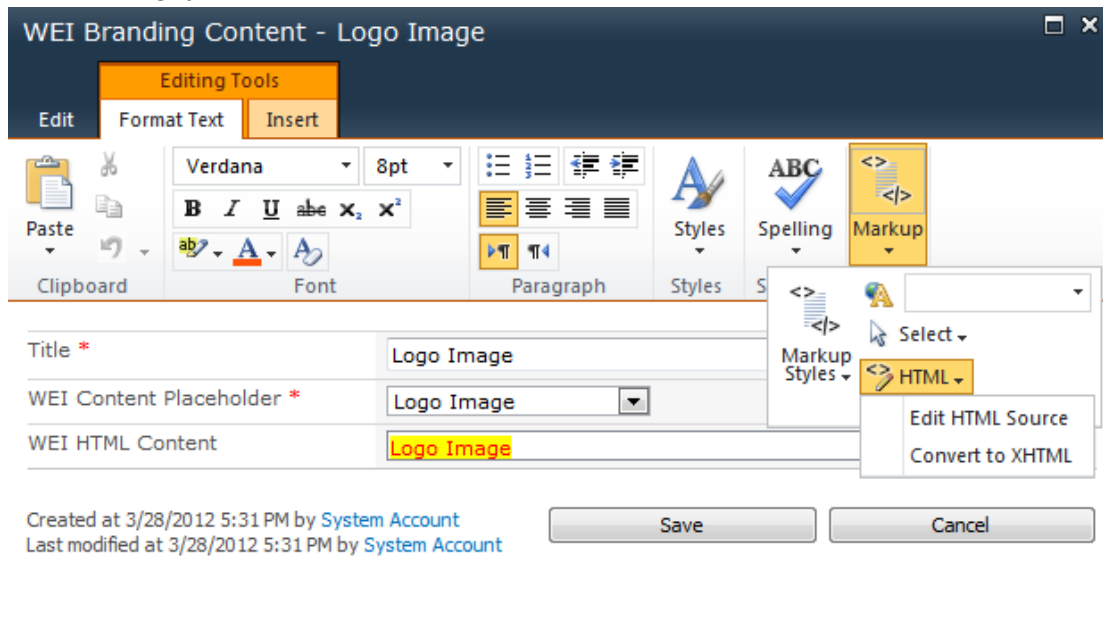 WEI Branding Content - Logo Image
Editing Tools
Edit Format Text Insert
Verdana 8pt
B I U abc X₂ X²
ABC
Paste
Styles Spelling Markup
A A
Clipboard Font Paragraph Styles S
Select
Markup Styles
HTML
Edit HTML Source
Convert to XHTML
Title * Logo Image
WEI Content Placeholder * Logo Image
WEI HTML Content Logo Image
Created at 3/28/2012 5:31 PM by System Account
Last modified at 3/28/2012 5:31 PM by System Account
Save Cancel